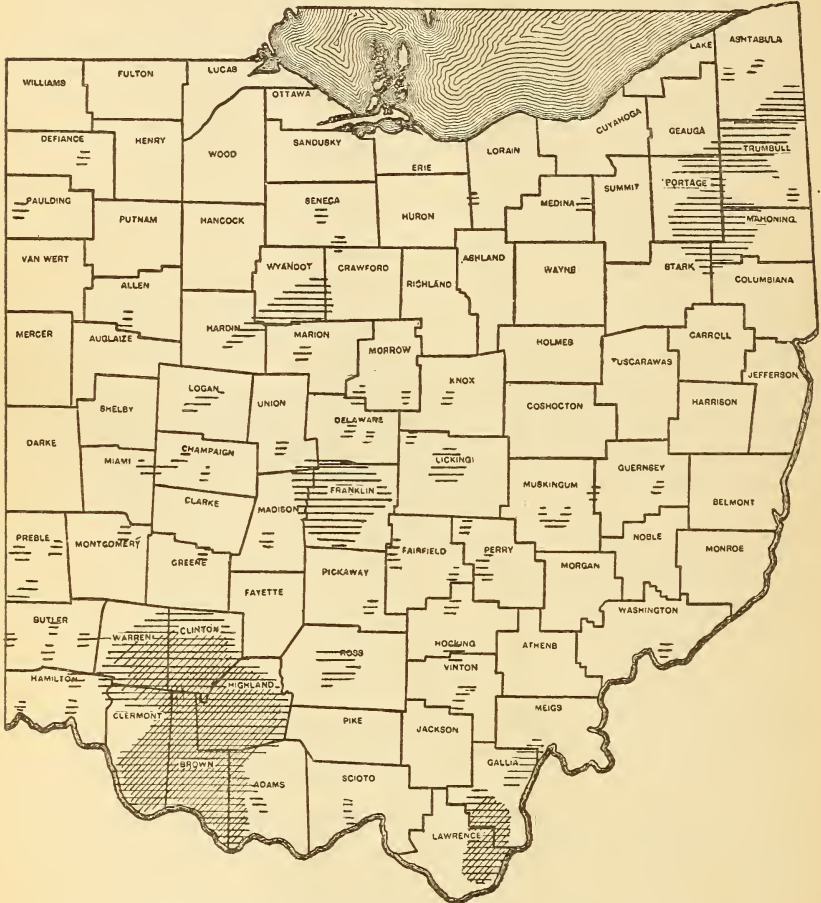 LAKE
ASHTABULA
WILLIAMS
FULTON
LUCAS
OTTAWA
CUYAHOGA
GEAUGA
DEFIANCE
HENRY
WOOD
SANDUSKY
ERIE
LORAIN
TRUMBULL
PAULDING
PUTNAM
HANCOCK
SENECA
HURON
MEDINA
SUMMIT
PORTAGE
MAHONING
VAN WERT
ALLEN
WYANDOT
CRAWFORD
RICHLAND
ASHLAND
WAYNE
STARK
COLUMBIANA
MERCER
AUGLAIZE
HARDIN
MARION
MORROW
HOLMES
TUSCARAWAS
CARROLL
JEFFERSON
LOGAN
UNION
KNOX
COSHOCTON
HARRISON
SHELBY
DELAWARE
DARKE
MIAMI
CHAMPAIGN
LICKING
GUERNSEY
CLARKE
MADISON
FRANKLIN
MUSKINGUM
BELMONT
PREBLE
MONTGOMERY
GREENE
FAIRFIELD
PERRY
NOBLE
MONROE
PICKAWAY
MORGAN
FAYETTE
BUTLER
WARREN
CLINTON
WASHINGTON
HOCKING
ATHENS
ROSS
VINTON
HAMILTON
HIGHLAND
CLERMONT
PIKE
JACKSON
MEIGS
BROWN
ADAMS
SCIOTO
GALLIA
LAWRENCE